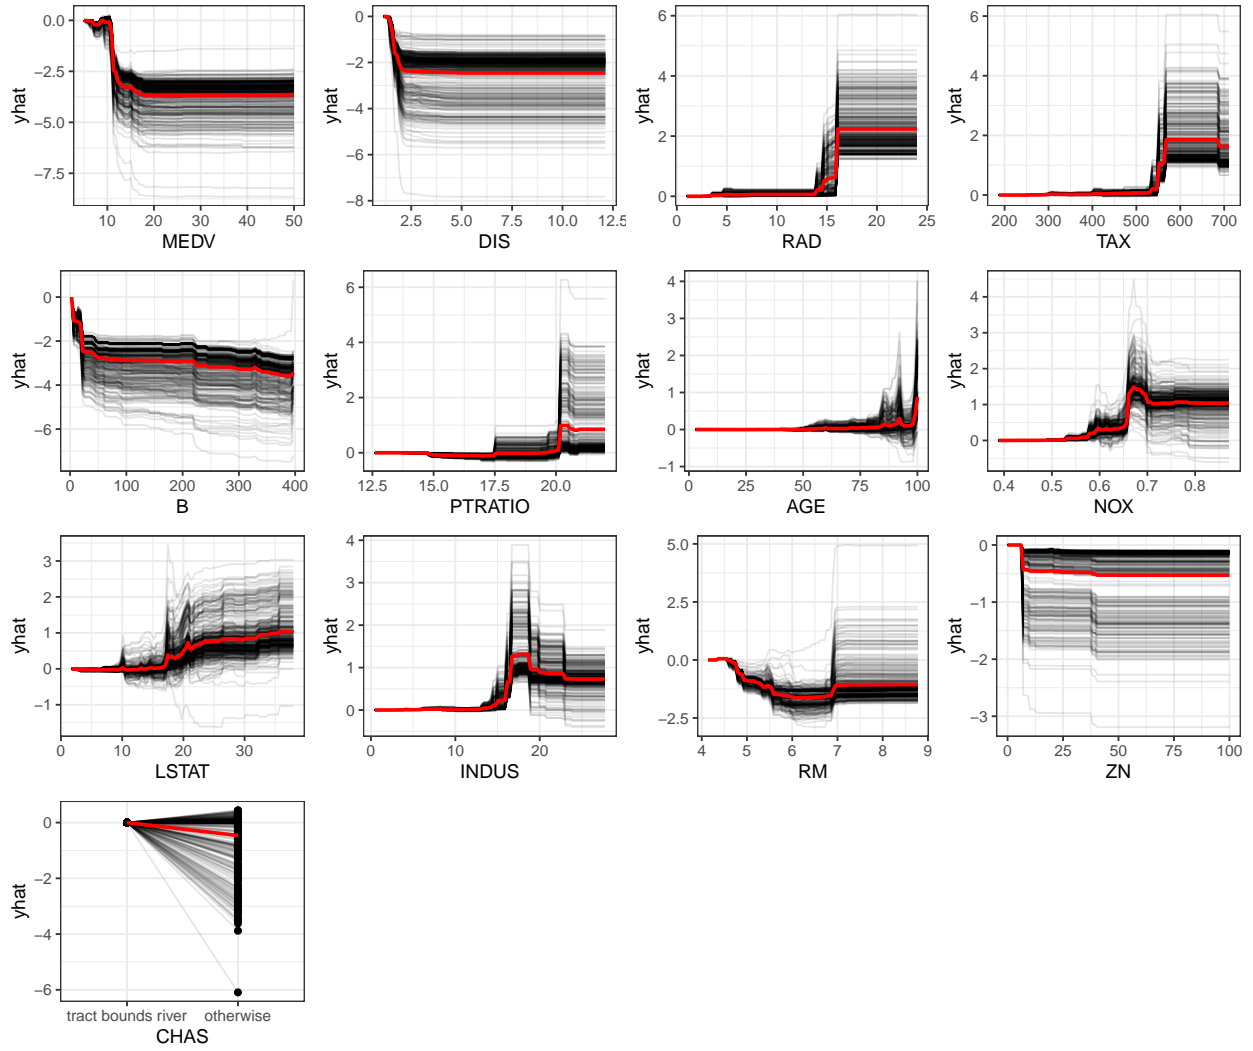 0.0
−2.5
−5.0
−7.5
yhat
0 10 20 30 40 50
MEDV
0
−2
−4
−6
−8
yhat
2.5 5.0 7.5 10.0 12.5
DIS
6
4
2
0
yhat
0 5 10 15 20 25
RAD
6
4
2
0
yhat
200 300 400 500 600 700
TAX
0
−2
−4
−6
yhat
0 100 200 300 400
B
6
4
2
0
yhat
12.5 15.0 17.5 20.0
PTRATIO
4
3
2
1
0
−1
yhat
0 25 50 75 100
AGE
4
3
2
1
0
yhat
0.4 0.5 0.6 0.7 0.8
NOX
3
2
1
0
−1
yhat
0 10 20 30
LSTAT
4
3
2
1
0
yhat
0 10 20
INDUS
5.0
2.5
0.0
−2.5
yhat
4 5 6 7 8 9
RM
0
−1
−2
−3
yhat
0 25 50 75 100
ZN
0
−2
−4
−6
yhat
tract bounds river otherwise
CHAS